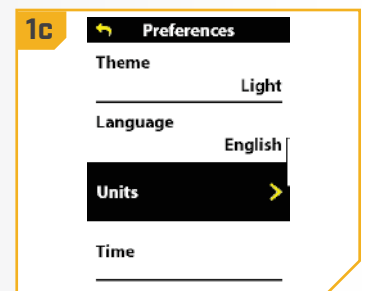 1c
Preferences
Theme
Light
Language
English
Units
Time